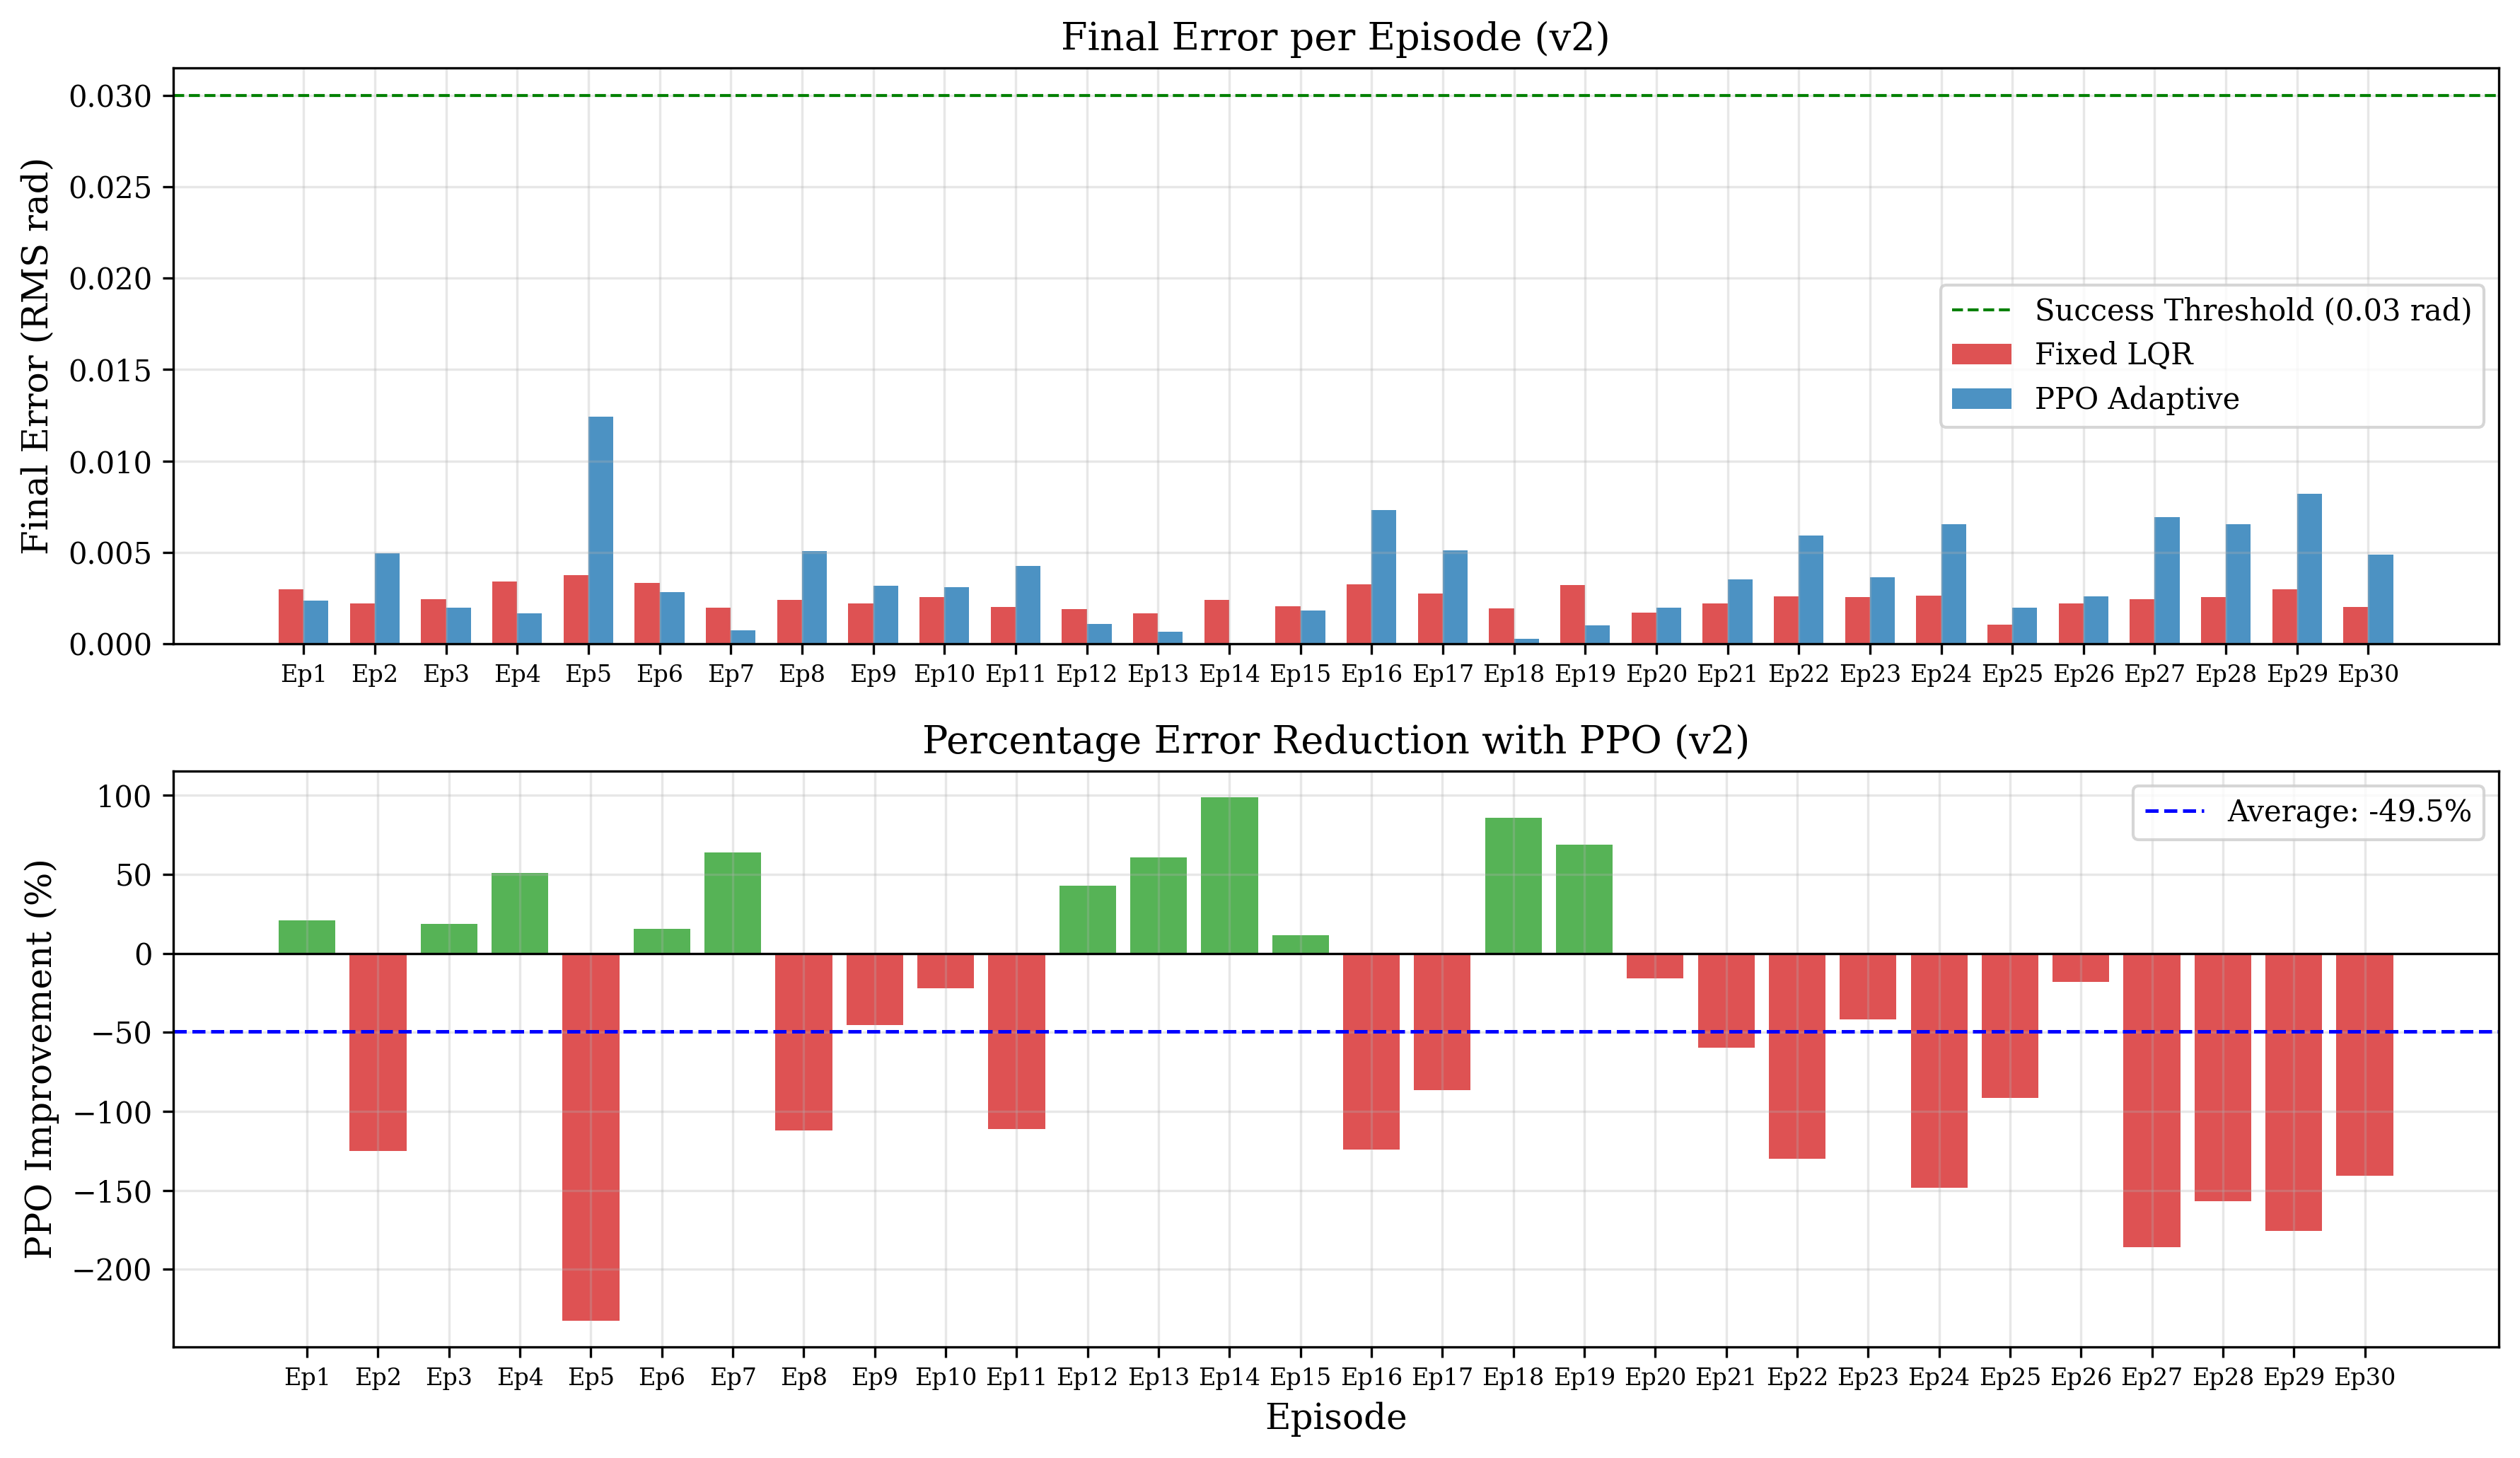 Final Error per Episode (v2)
Final Error (RMS rad)
0.030
0.025
0.020
0.015
0.010
0.005
0.000
Success Threshold (0.03 rad)
Fixed LQR
PPO Adaptive
Ep1 Ep2 Ep3 Ep4 Ep5 Ep6 Ep7 Ep8 Ep9 Ep10 Ep11 Ep12 Ep13 Ep14 Ep15 Ep16 Ep17 Ep18 Ep19 Ep20 Ep21 Ep22 Ep23 Ep24 Ep25 Ep26 Ep27 Ep28 Ep29 Ep30
Percentage Error Reduction with PPO (v2)
PPO Improvement (%)
100
50
0
−50
−100
−150
−200
Average: -49.5%
Ep1 Ep2 Ep3 Ep4 Ep5 Ep6 Ep7 Ep8 Ep9 Ep10 Ep11 Ep12 Ep13 Ep14 Ep15 Ep16 Ep17 Ep18 Ep19 Ep20 Ep21 Ep22 Ep23 Ep24 Ep25 Ep26 Ep27 Ep28 Ep29 Ep30
Episode